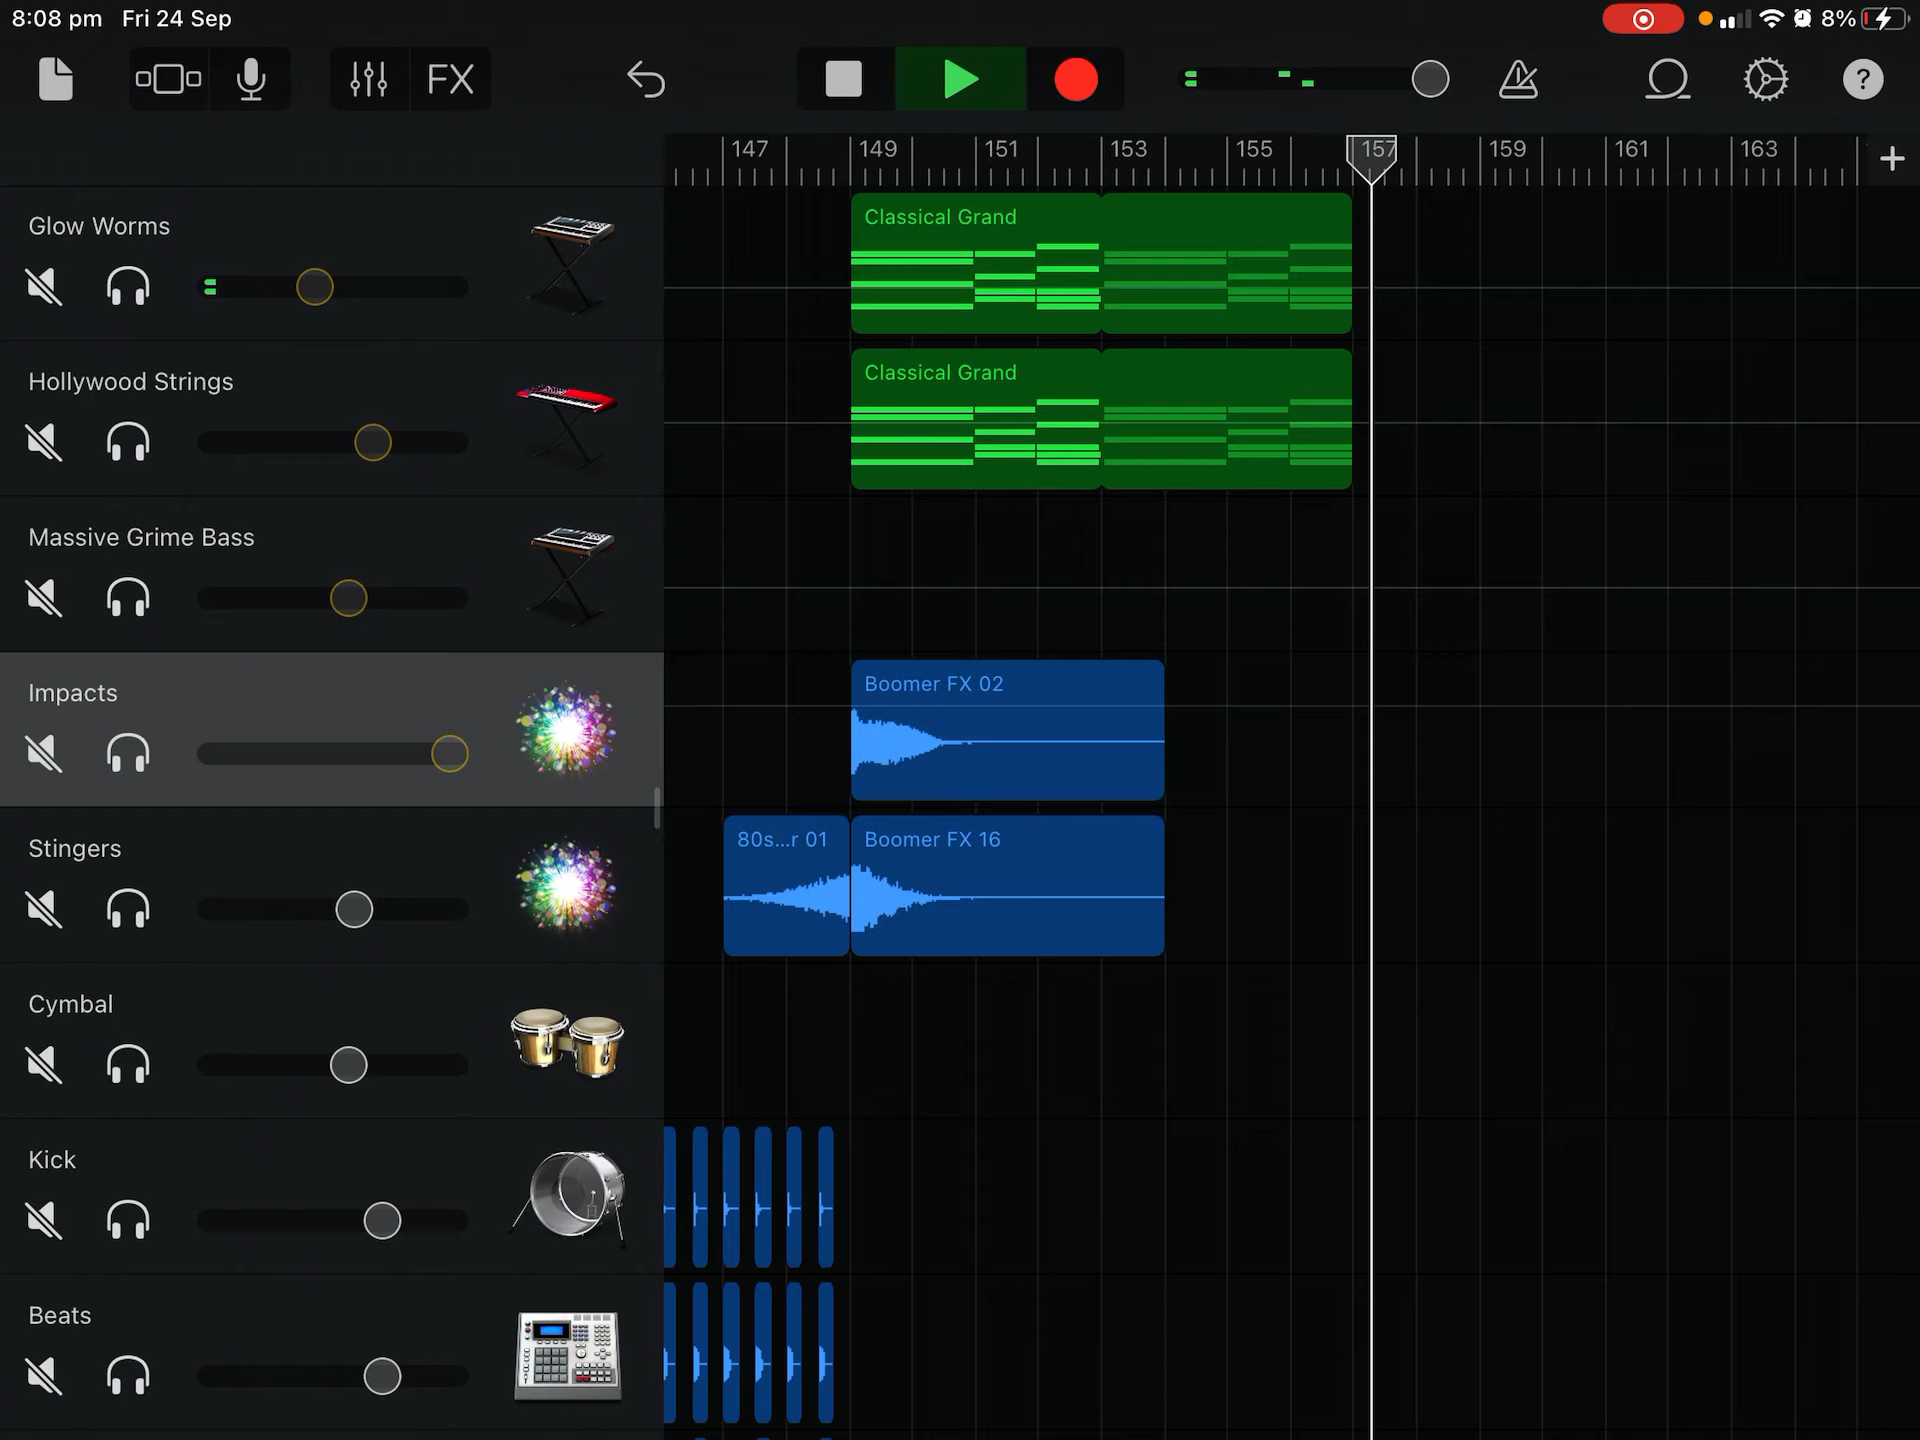 8:08 pm Fri 24 Sep
8%
FX
?
147 149 151 153 155 157 159 161 163
+
Glow Worms
Classical Grand
Hollywood Strings
Classical Grand
Massive Grime Bass
Impacts
Boomer FX 02
Stingers
80s...r 01
Boomer FX 16
Cymbal
Kick
Beats